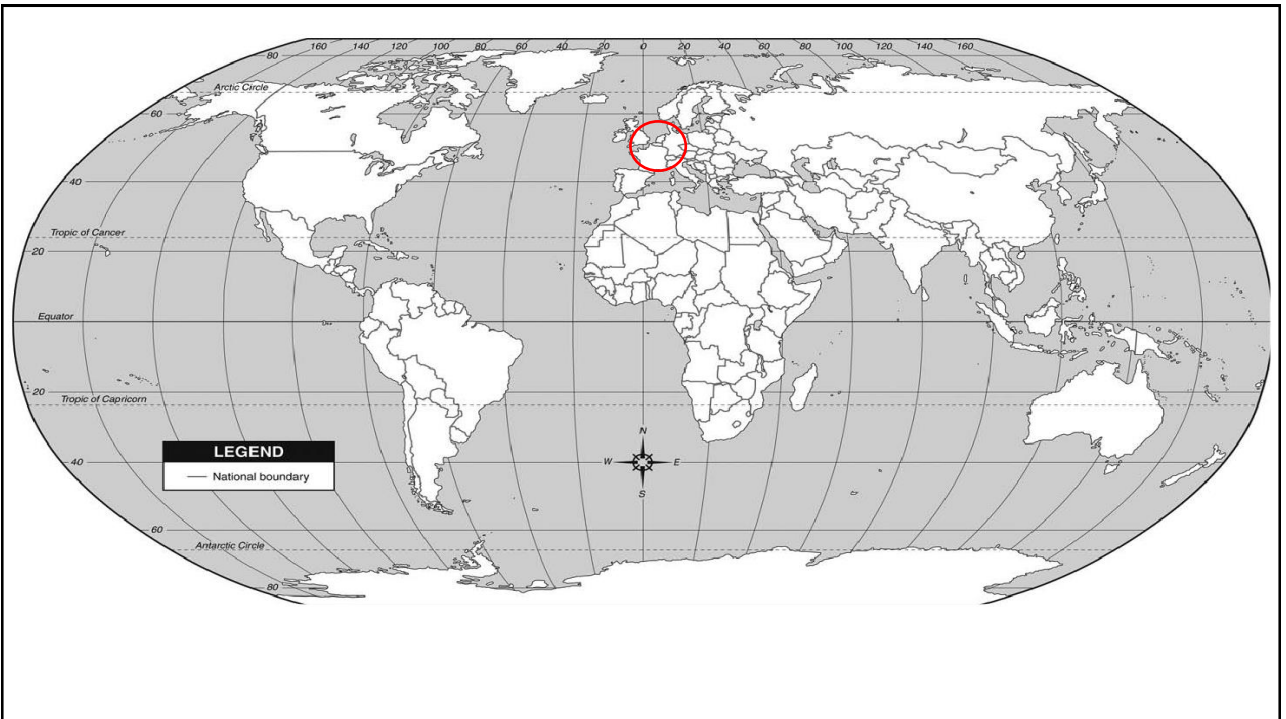 160 140 120 100 80 60 40 20 0 20 40 60 80 100 120 140 160
80
Arctic Circle
60
40
Tropic of Cancer
20
Equator
20
Tropic of Capricorn
LEGEND
National boundary
N
W E
S
40
60
Antarctic Circle
80